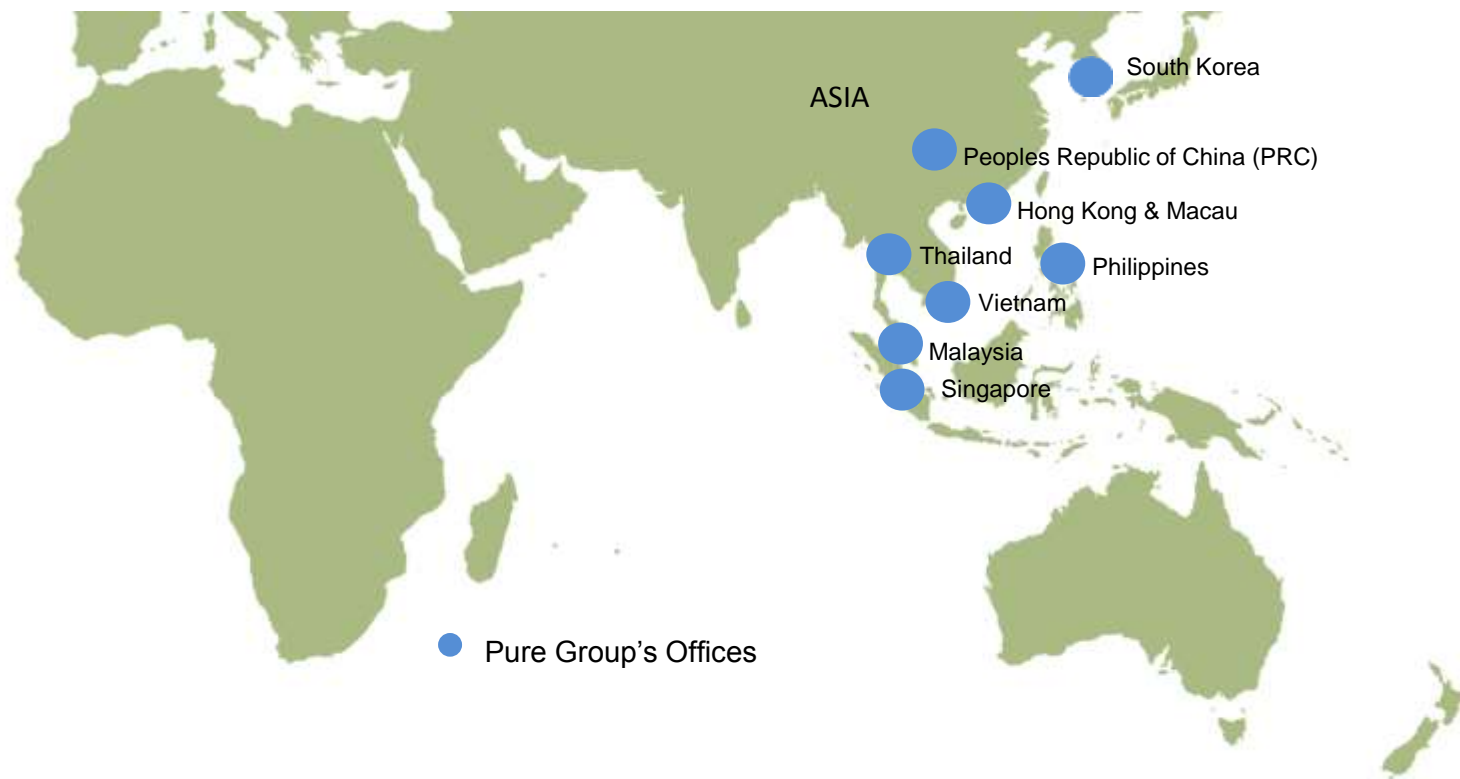 South Korea
ASIA
Peoples Republic of China (PRC)
Hong Kong & Macau
Thailand
Philippines
Vietnam
Malaysia
Singapore
Pure Group’s Offices